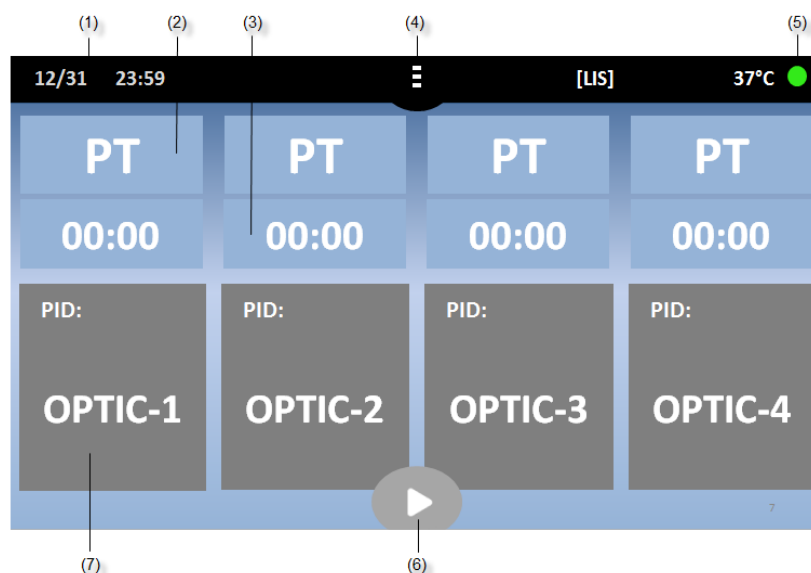 (1) (2) (3) (4) (5)
12/31 23:59 [LIS] 37°C
PT PT PT PT
00:00 00:00 00:00 00:00
PID: PID: PID: PID:
OPTIC-1 OPTIC-2 OPTIC-3 OPTIC-4
7
(7) (6)